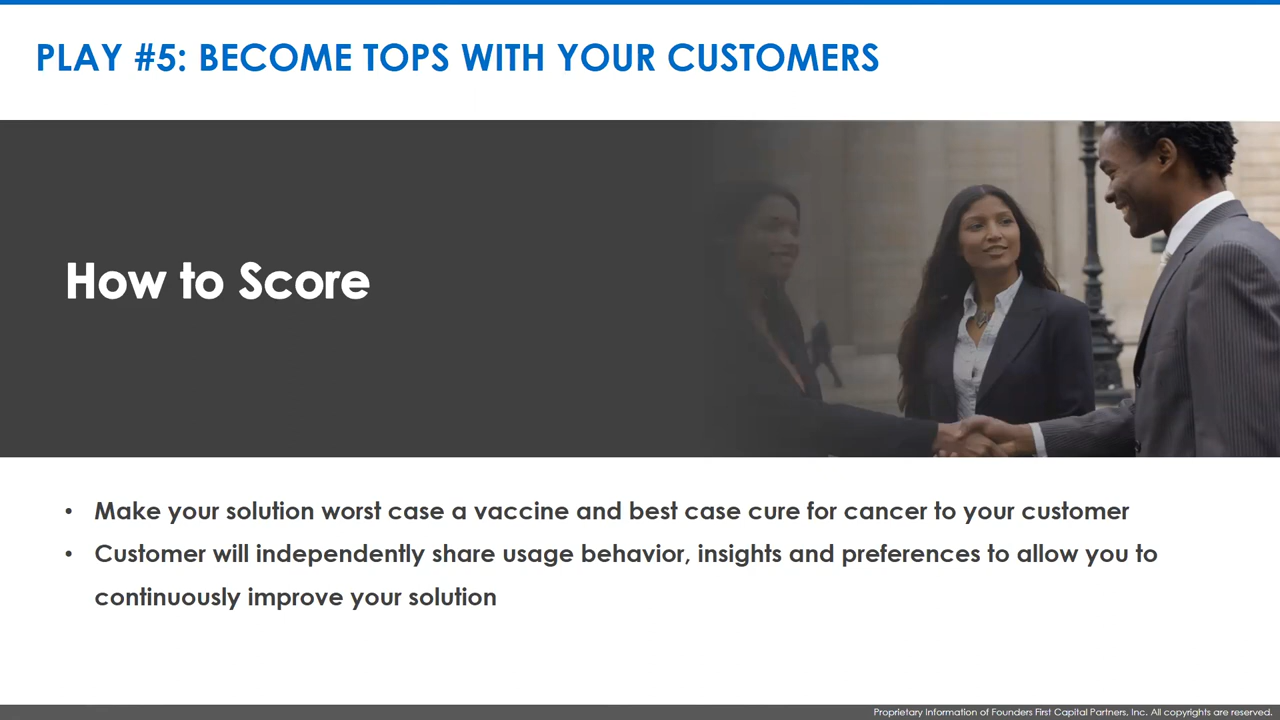 PLAY #5: BECOME TOPS WITH YOUR CUSTOMERS
How to Score
• Make your solution worst case a vaccine and best case cure for cancer to your customer
• Customer will independently share usage behavior, insights and preferences to allow you to
continuously improve your solution
Proprietary Information of Founders First Capital Partners, Inc. All copyrights are reserved.